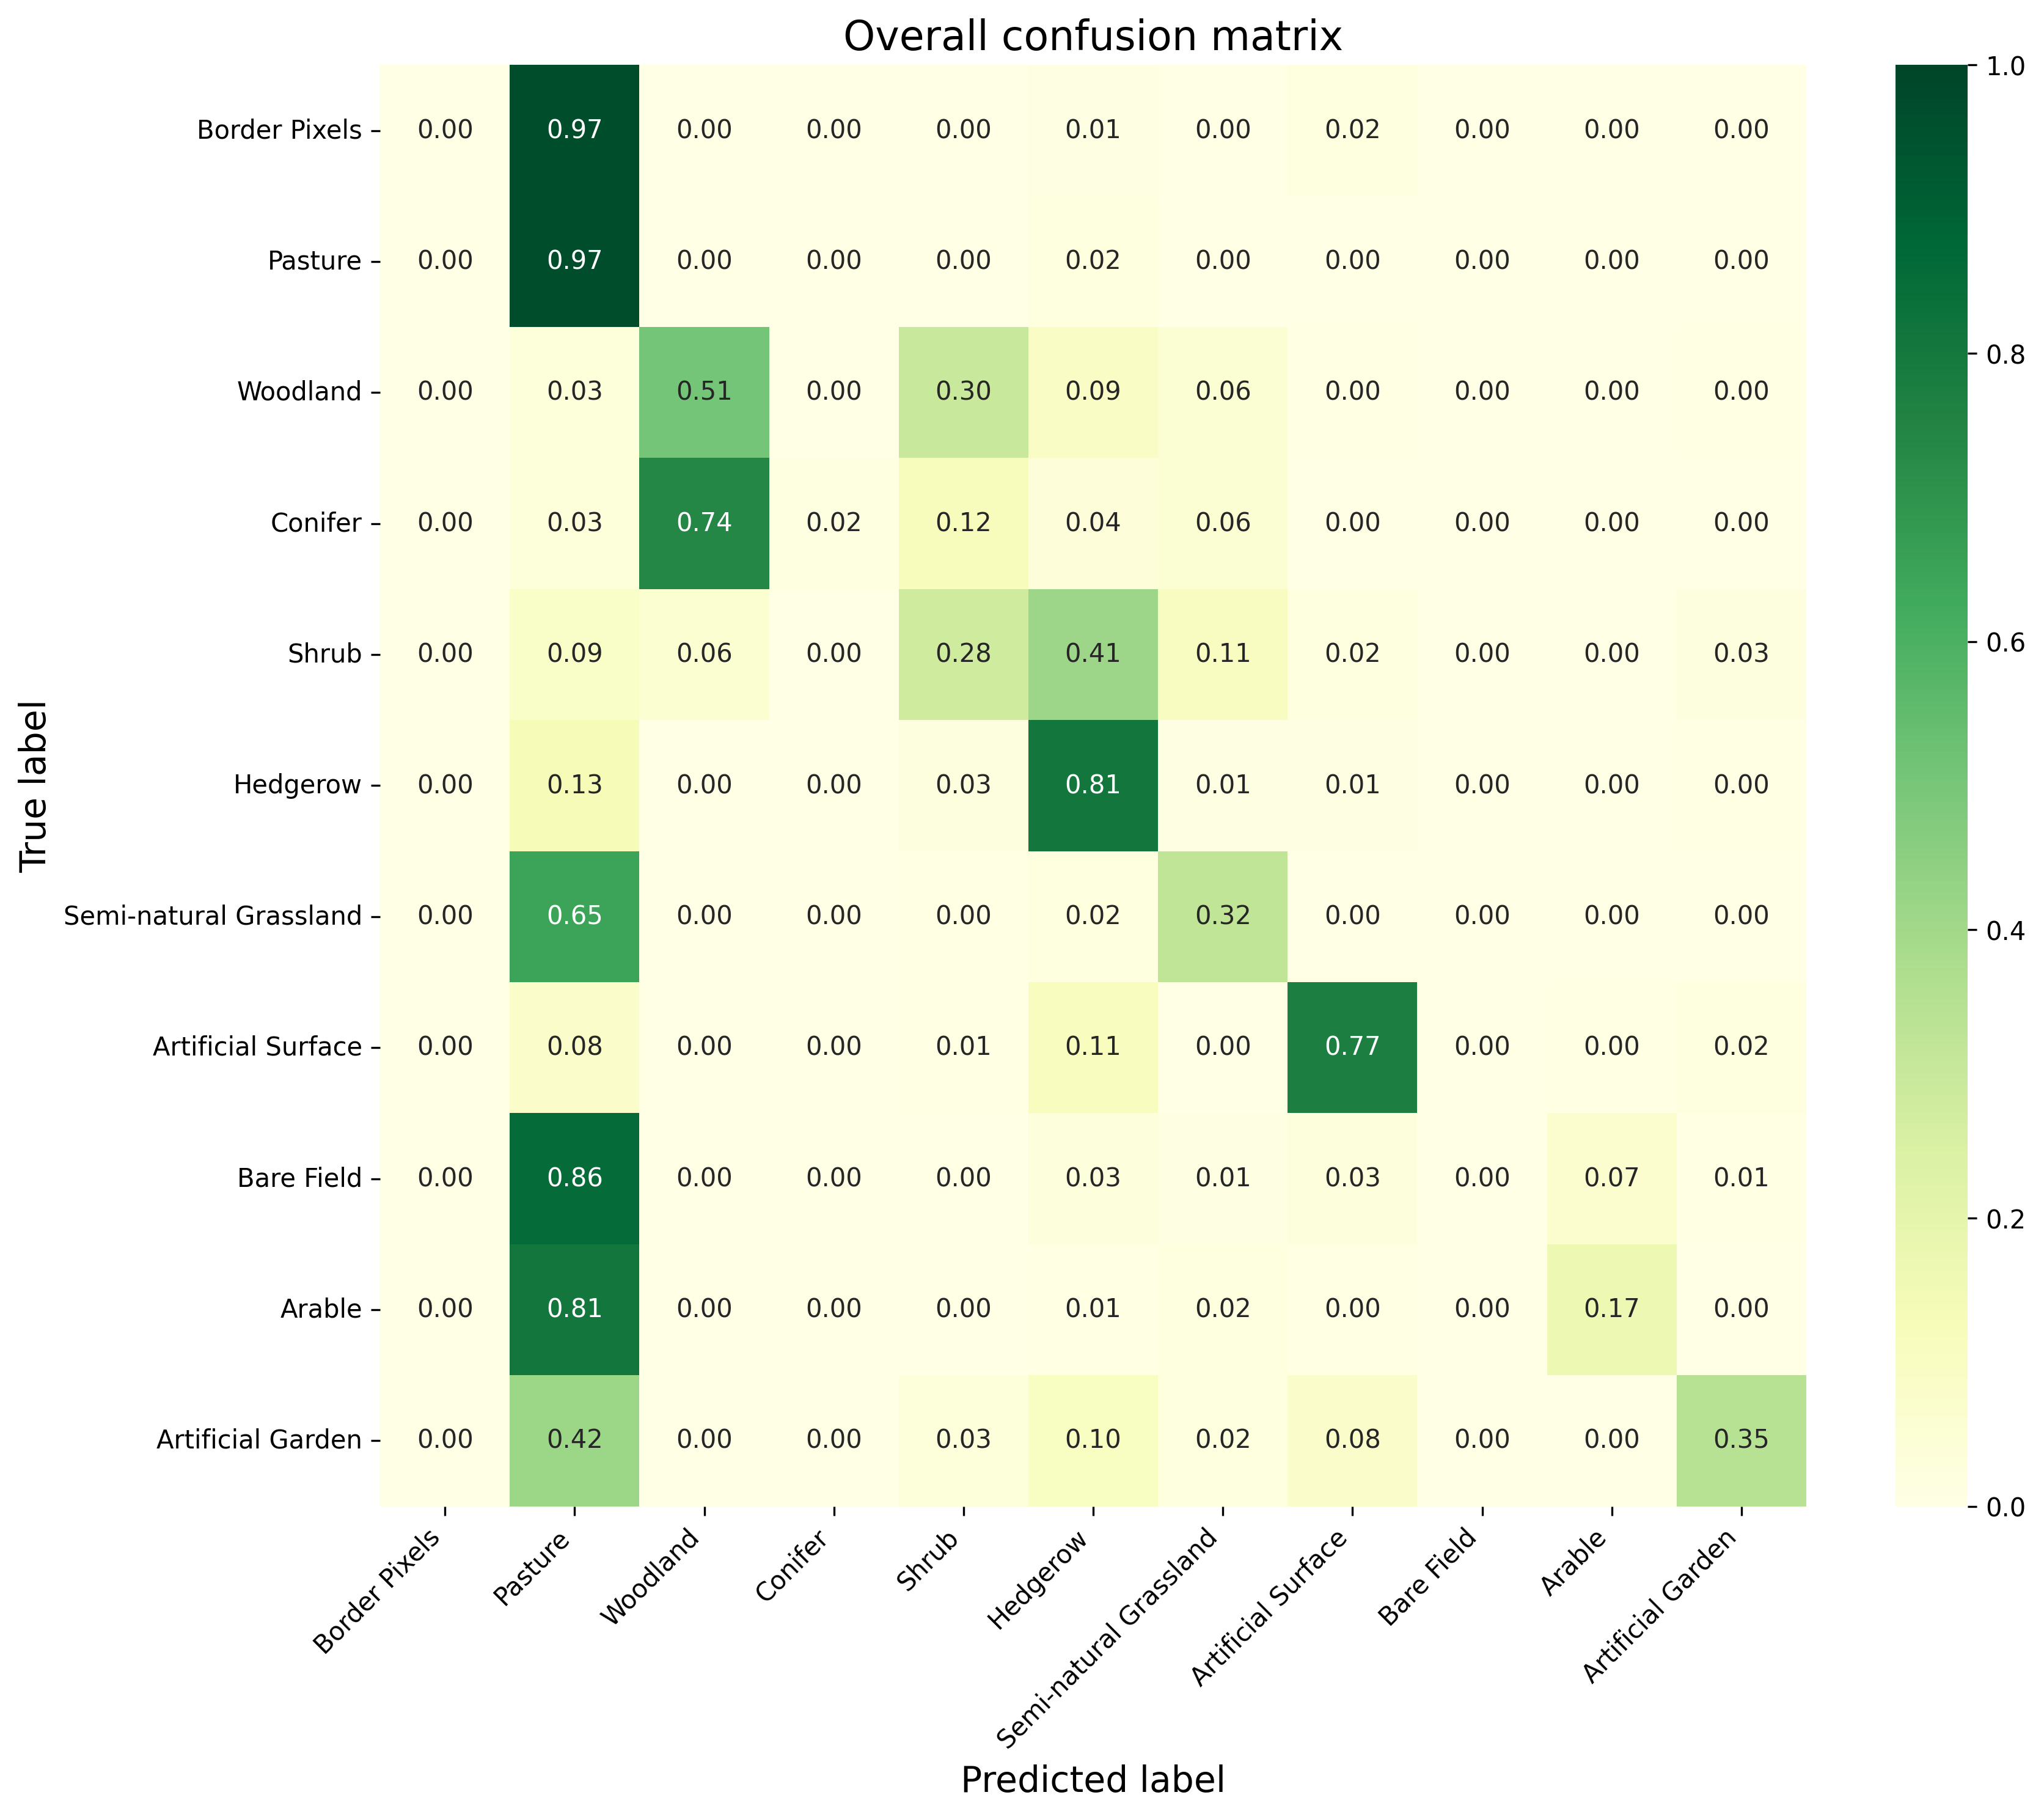 Overall confusion matrix
True label
Border Pixels 0.00 0.97 0.00 0.00 0.00 0.01 0.00 0.02 0.00 0.00 0.00
Pasture 0.00 0.97 0.00 0.00 0.00 0.02 0.00 0.00 0.00 0.00 0.00
Woodland 0.00 0.03 0.51 0.00 0.30 0.09 0.06 0.00 0.00 0.00 0.00
Conifer 0.00 0.03 0.74 0.02 0.12 0.04 0.06 0.00 0.00 0.00 0.00
Shrub 0.00 0.09 0.06 0.00 0.28 0.41 0.11 0.02 0.00 0.00 0.03
Hedgerow 0.00 0.13 0.00 0.00 0.03 0.81 0.01 0.01 0.00 0.00 0.00
Semi-natural Grassland 0.00 0.65 0.00 0.00 0.00 0.02 0.32 0.00 0.00 0.00 0.00
Artificial Surface 0.00 0.08 0.00 0.00 0.01 0.11 0.00 0.77 0.00 0.00 0.02
Bare Field 0.00 0.86 0.00 0.00 0.00 0.03 0.01 0.03 0.00 0.07 0.01
Arable 0.00 0.81 0.00 0.00 0.00 0.01 0.02 0.00 0.00 0.17 0.00
Artificial Garden 0.00 0.42 0.00 0.00 0.03 0.10 0.02 0.08 0.00 0.00 0.35
Border Pixels
Pasture
Woodland
Conifer
Shrub
Hedgerow
Semi-natural Grassland
Artificial Surface
Bare Field
Arable
Artificial Garden
Predicted label
1.0
0.8
0.6
0.4
0.2
0.0